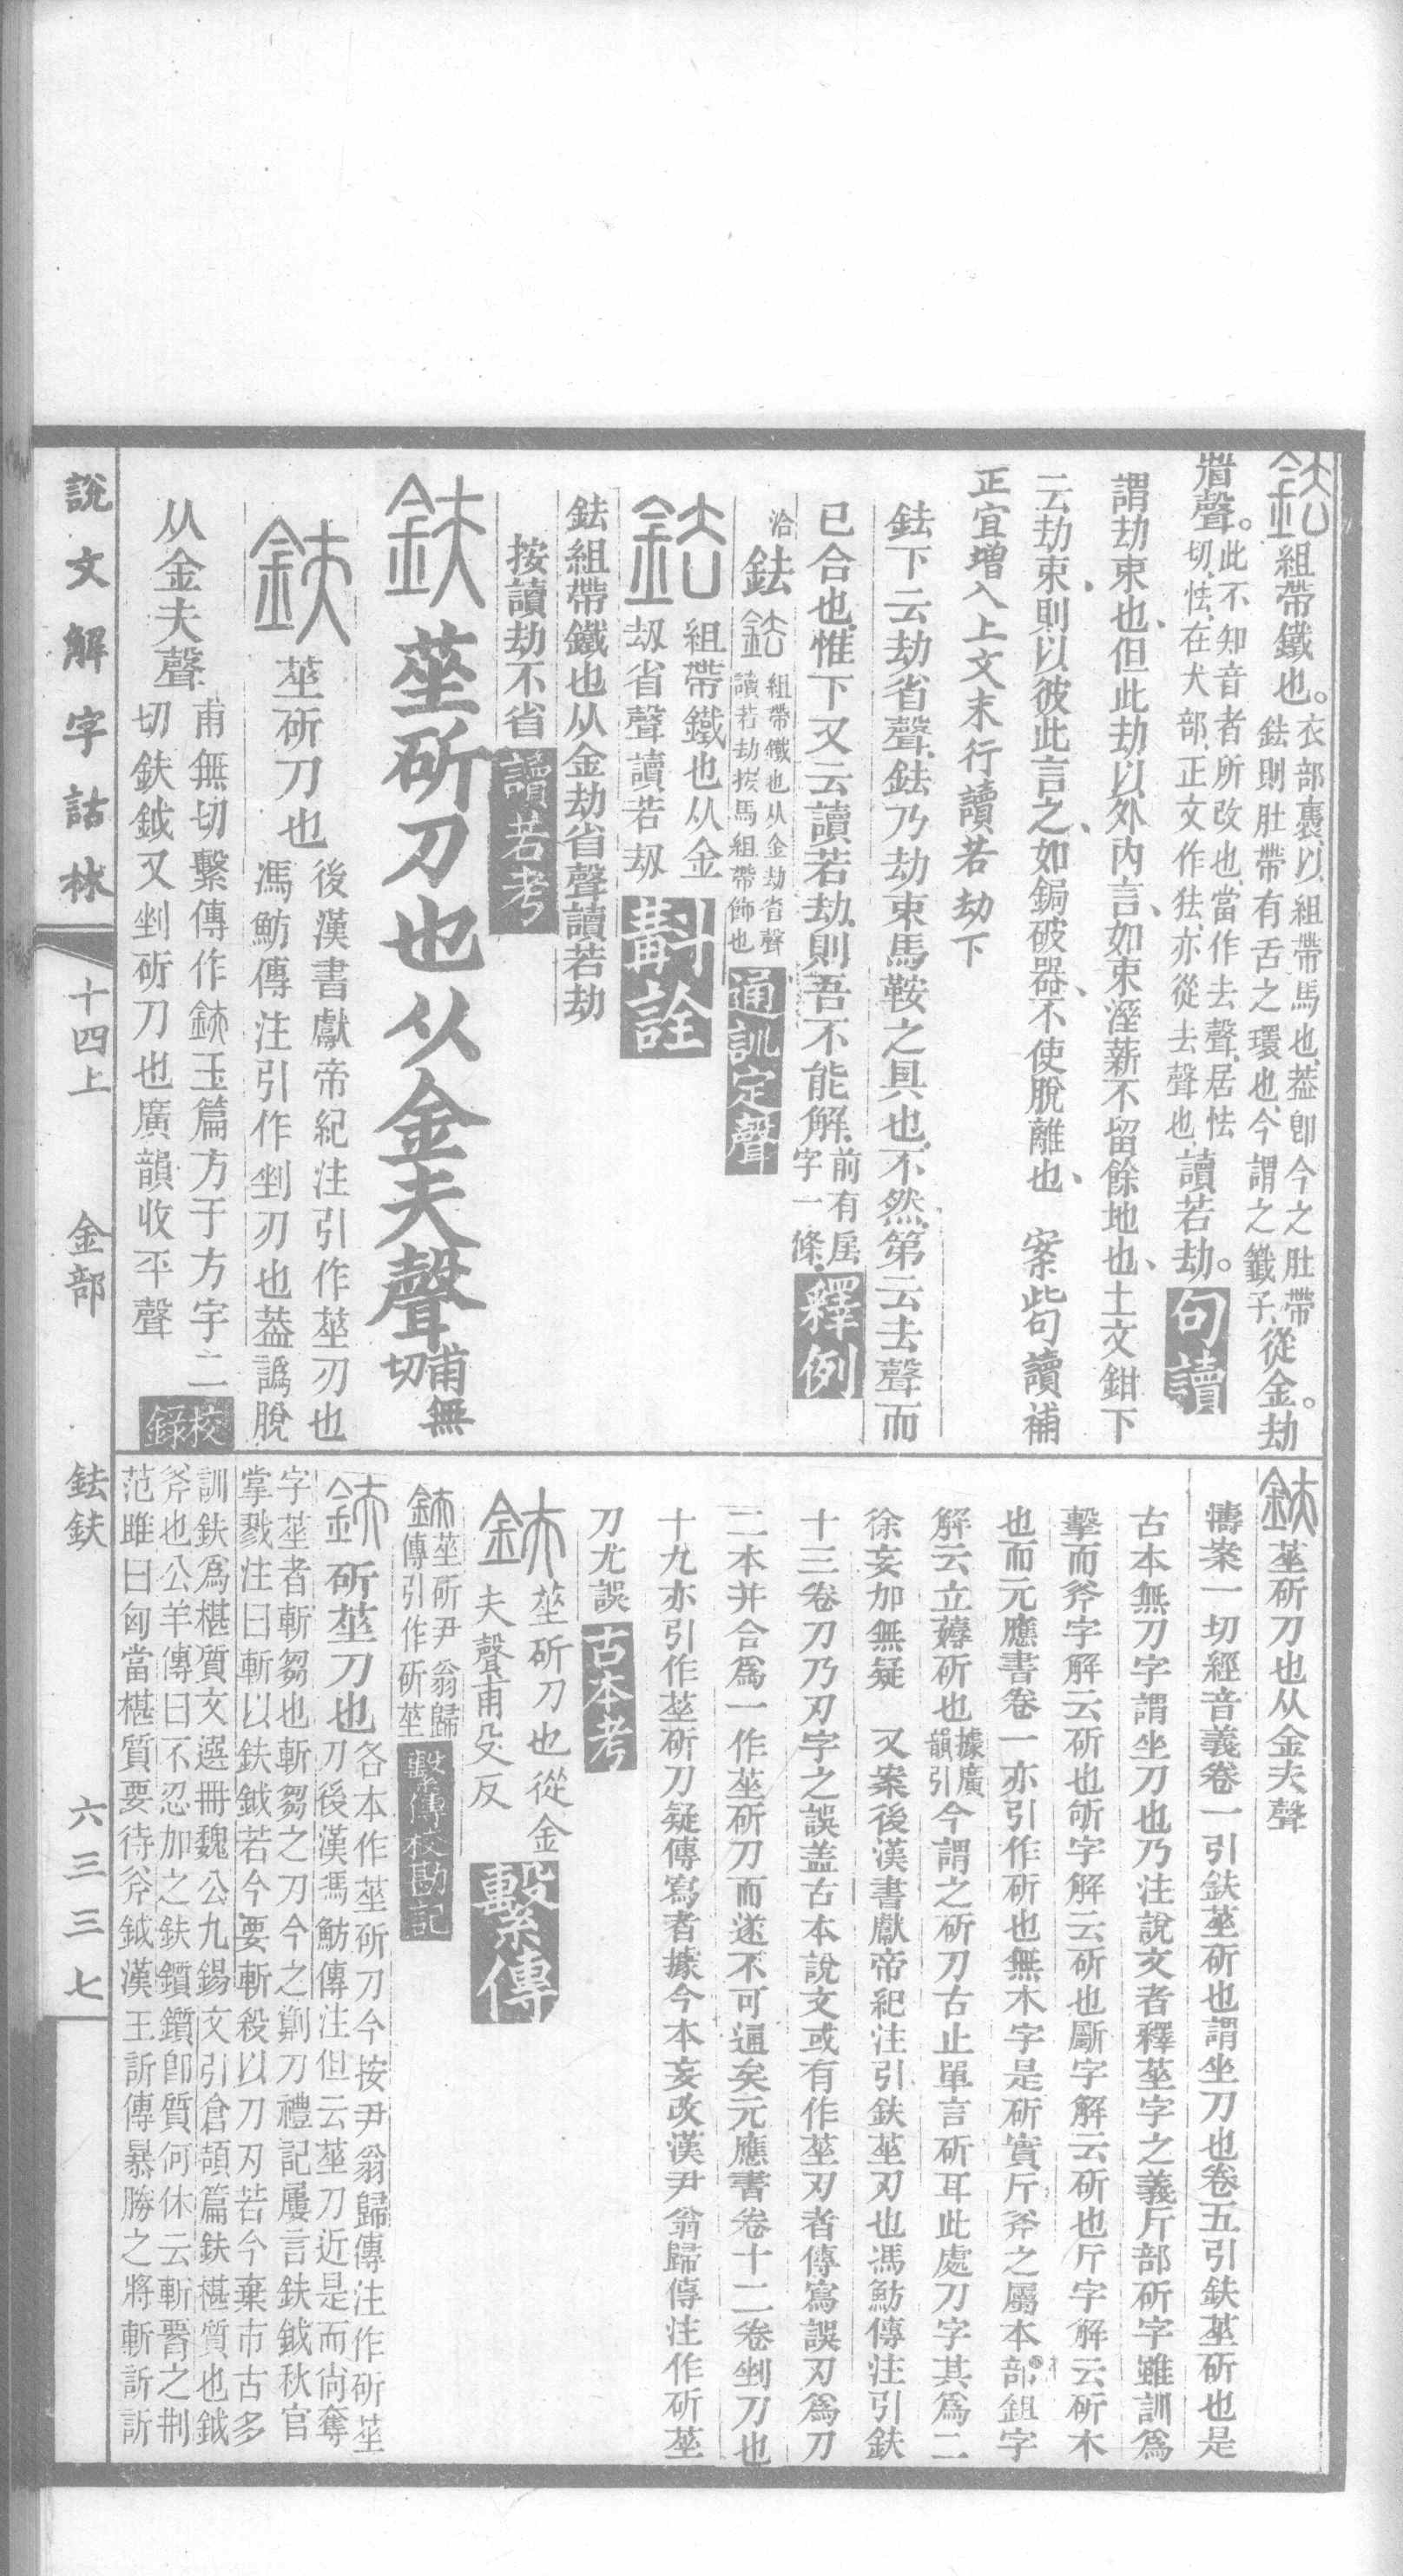 鉣組帶鐵也。衣部裛以組帶馬也葢卽今之肚帶
鉣則肚帶有舌之環也今謂之籤子從金。劫
省聲。此不知音者所改也當作去聲居怯
切怯在犬部正文作㹤亦從去聲也讀若劫。句讀
謂劫束也但此劫以外內言如束溼薪不留餘地也上文鉗下
云劫束則以彼此言之如鋦破器不使脫離也 案此句讀補
正宜增入上文末行讀若劫下
鉣下云劫省聲鉣乃劫束馬鞍之具也不然第云去聲而
已合也惟下又云讀若劫則吾不能解前有
字一條釋例
洽鉣鉣組帶鐵也从金劫省聲
讀若劫按馬組帶飾也通訓定聲
鉣組帶鐵也从金
刼省聲讀若刼斠詮
鉣組帶鐵也从金劫省聲讀若劫
按讀劫不省讀若考
鈇莝斫刀也从金夫聲甫無切
鈇莝斫刀也後漢書獻帝紀注引作莝刃也
馮魴傳注引作剉刃也葢譌脫
从金夫聲甫無切繫傳作鈇玉篇方于方宇二
切鈇鉞又剉斫刀也廣韻收平聲校錄
鈇莝斫刀也从金夫聲
濤案一切經音義卷一引鈇莝斫也謂坐刀也卷五引鈇莝斫也是
古本無刀字謂坐刀也乃注說文者釋莝字之義斤部斫字雖訓爲
擊而斧字解云斫也斪字解云斫也斸字解云斫也斤字解云斫木
也而元應書卷一亦引作斫也無木字是斫實斤斧之屬本部鉏字
解云立薅斫也據廣韻引今謂之斫刀古止單言斫耳此處刀字其爲二
徐妄加無疑 又案後漢書獻帝紀注引鈇莝刃也馮魴傳注引鈇
十三卷刀乃刃字之誤葢古本說文或有作莝刃者傳寫誤刃爲刀
二本幷合爲一作莝斫刀而遂不可通矣元應書卷十二卷剉刀也
十九亦引作莝斫刀疑傳寫者據今本妄改漢尹翁歸傳注作斫莝
刀尤誤古本考
鈇莝斫刀也從金
夫聲甫殳反繫傳
鈇莝斫尹翁歸
傳引作斫莝繫傳校勘記
鈇斫莝刀也各本作莝斫刀今按尹翁歸傳注作斫莝
刀後漢馮魴傳注但云莝刀近是而尙奪
字莝者斬芻也斬芻之刀今之鍘刀禮記屢言鈇鉞秋官
掌戮注曰斬以鈇鉞若今要斬殺以刀刃若今棄市古多
訓鈇爲椹質文選册魏公九錫文引倉頡篇鈇椹質也鉞
斧也公羊傳曰不忍加之鈇鑕鑕卽質何休云斬署之刑
范雎曰匈當椹質要待斧鉞漢王訢傳暴勝之將斬訢訢
說文解字詁林 十四上 金部 鉣鈇 六三三七